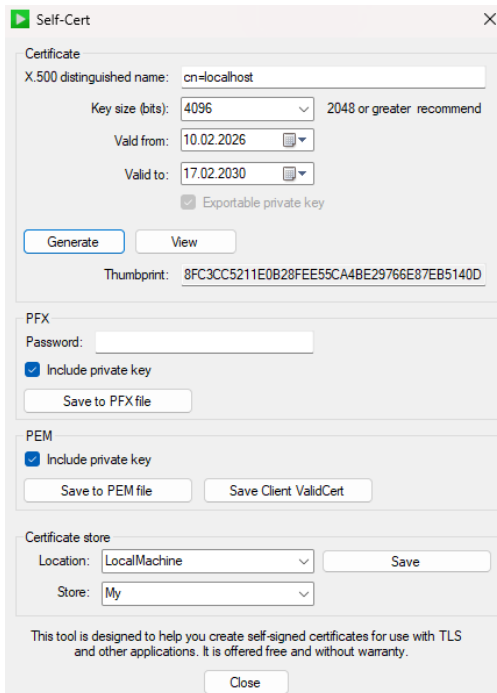 Self-Cert
Certificate
X.500 distinguished name: cn=localhost
Key size (bits): 4096 2048 or greater recommend
Vald from: 10.02.2026
Valid to: 17.02.2030
Exportable private key
Generate View
Thumbprint: 8FC3CC5211E0B28FEE55CA4BE29766E87EB5140D
PFX
Password:
Include private key
Save to PFX file
PEM
Include private key
Save to PEM file Save Client ValidCert
Certificate store
Location: LocalMachine Save
Store: My
This tool is designed to help you create self-signed certificates for use with TLS
and other applications. It is offered free and without warranty.
Close